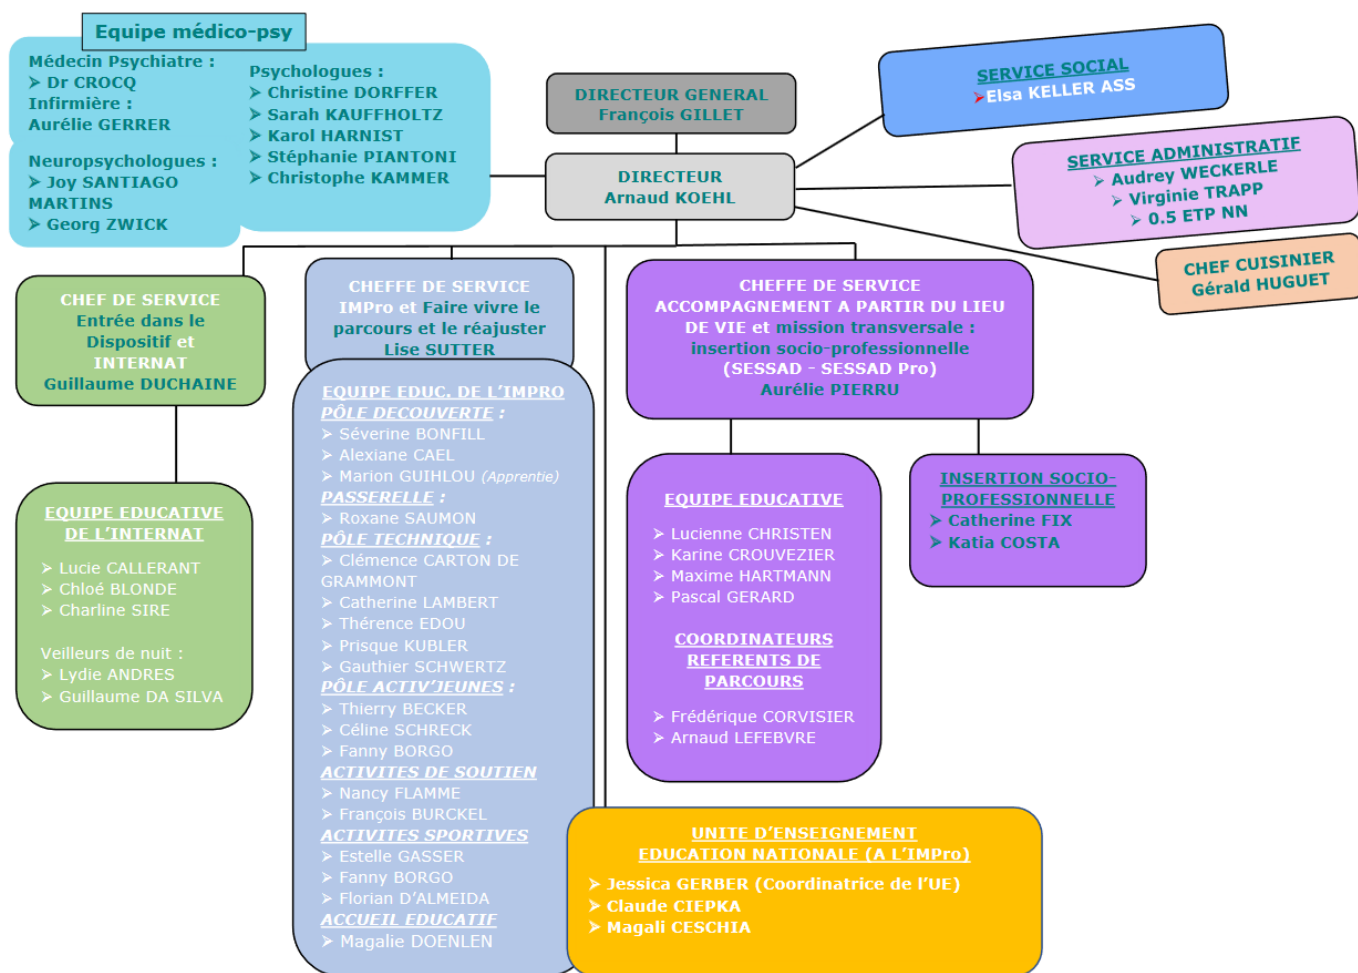 Equipe médico-psy
Médecin Psychiatre :
➢ Dr CROCQ
Infirmière :
Aurélie GERRER
Neuropsychologues :
➢ Joy SANTIAGO
MARTINS
➢ Georg ZWICK
Psychologues :
➢ Christine DORFFER
➢ Sarah KAUFFHOLTZ
➢ Karol HARNIST
➢ Stéphanie PIANTONI
➢ Christophe KAMMER
DIRECTEUR GENERAL
François GILLET
DIRECTEUR
Arnaud KOEHL
SERVICE SOCIAL
➢Elsa KELLER ASS
SERVICE ADMINISTRATIF
➢ Audrey WECKERLE
➢ Virginie TRAPP
➢ 0.5 ETP NN
CHEF CUISINIER
Gérald HUGUET
CHEF DE SERVICE
Entrée dans le
Dispositif et
INTERNAT
Guillaume DUCHAINE
EQUIPE EDUCATIVE
DE L'INTERNAT
➢ Lucie CALLERANT
➢ Chloé BLONDE
➢ Charline SIRE
Veilleurs de nuit :
➢ Lydie ANDRES
➢ Guillaume DA SILVA
CHEFFE DE SERVICE
IMPro et Faire vivre le
parcours et le réajuster
Lise SUTTER
EQUIPE EDUC. DE L'IMPRO
PÔLE DECOUVERTE :
➢ Séverine BONFILL
➢ Alexiane CAEL
➢ Marion GUIHLOU (Apprentie)
PASSERELLE :
➢ Roxane SAUMON
PÔLE TECHNIQUE :
➢ Clémence CARTON DE
GRAMMONT
➢ Catherine LAMBERT
➢ Thérence EDOU
➢ Prisque KUBLER
➢ Gauthier SCHWERTZ
PÔLE ACTIV'JEUNES :
➢ Thierry BECKER
➢ Céline SCHRECK
➢ Fanny BORGO
ACTIVITES DE SOUTIEN
➢ Nancy FLAMME
➢ François BURCKEL
ACTIVITES SPORTIVES
➢ Estelle GASSER
➢ Fanny BORGO
➢ Florian D'ALMEIDA
ACCUEIL EDUCATIF
➢ Magalie DOENLEN
CHEFFE DE SERVICE
ACCOMPAGNEMENT A PARTIR DU LIEU
DE VIE et mission transversale :
insertion socio-professionnelle
(SESSAD - SESSAD Pro)
Aurélie PIERRU
EQUIPE EDUCATIVE
➢ Lucienne CHRISTEN
➢ Karine CROUVEZIER
➢ Maxime HARTMANN
➢ Pascal GERARD
COORDINATEURS
REFERENTS DE
PARCOURS
➢ Frédérique CORVISIER
➢ Arnaud LEFEBVRE
INSERTION SOCIO-
PROFESSIONNELLE
➢ Catherine FIX
➢ Katia COSTA
UNITE D'ENSEIGNEMENT
EDUCATION NATIONALE (A L'IMPro)
➢ Jessica GERBER (Coordinatrice de l'UE)
➢ Claude CIEPKA
➢ Magali CESCHIA